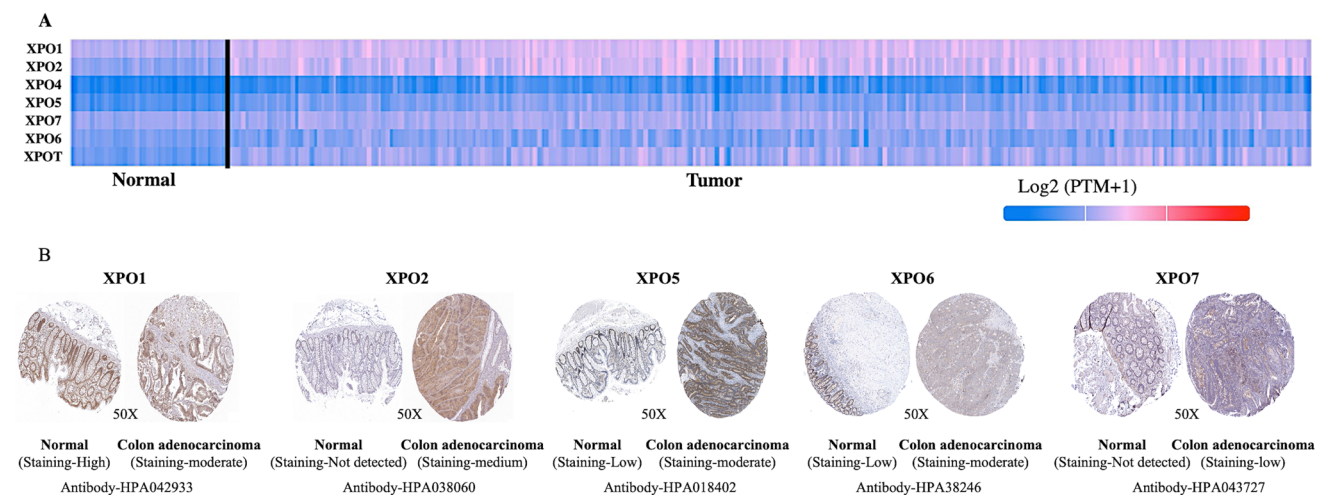 A
XPO1
XPO2
XPO4
XPO5
XPO7
XPO6
XPOT
Normal
Tumor
Log2 (PTM+1)
B
XPO1
XPO2
XPO5
XPO6
XPO7
50X
50X
50X
50X
50X
Normal
Colon adenocarcinoma
Normal
Colon adenocarcinoma
Normal
Colon adenocarcinoma
Normal
Colon adenocarcinoma
Normal
Colon adenocarcinoma
(Staining-High)
(Staining-moderate)
(Staining-Not detected)
(Staining-medium)
(Staining-Low)
(Staining-moderate)
(Staining-Low)
(Staining-moderate)
(Staining-Not detected)
(Staining-low)
Antibody-HPA042933
Antibody-HPA038060
Antibody-HPA018402
Antibody-HPA38246
Antibody-HPA043727